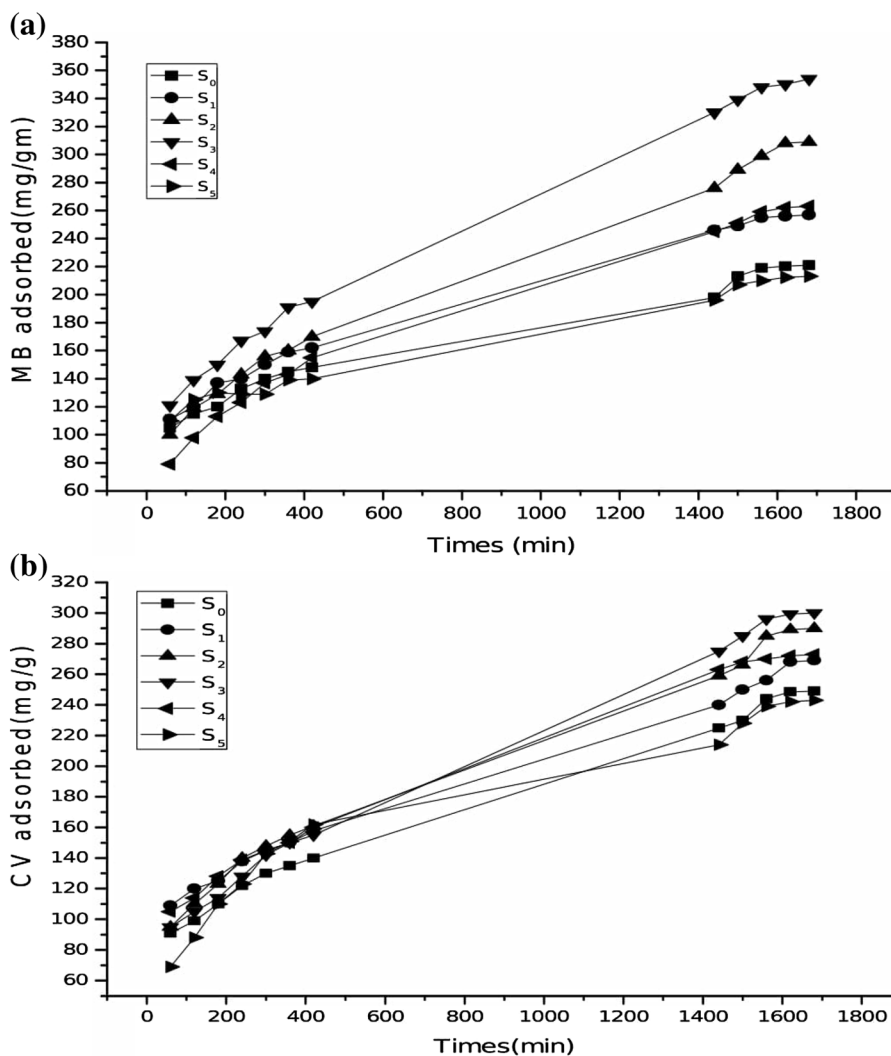 (a)
380
360
340
320
300
280
260
240
220
200
180
160
140
120
100
80
60
MB adsorbed(mg/gm)
S0
S1
S2
S3
S4
S5
0 200 400 600 800 1000 1200 1400 1600 1800
Times (min)
(b)
320
300
280
260
240
220
200
180
160
140
120
100
80
60
CV adsorbed(mg/g)
S0
S1
S2
S3
S4
S5
0 200 400 600 800 1000 1200 1400 1600 1800
Times(min)